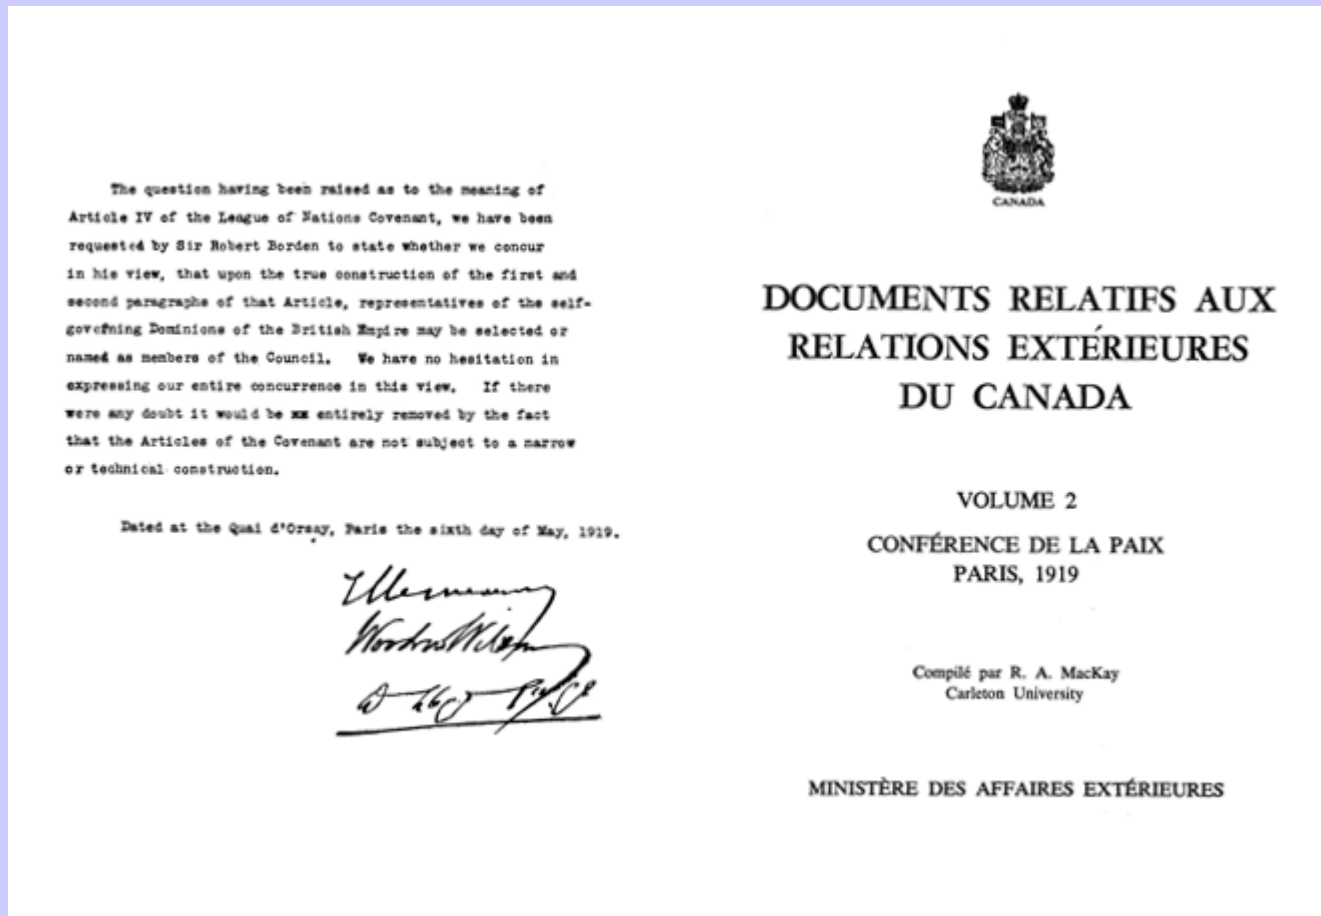 The question having been raised as to the meaning of
Article IV of the League of Nations Covenant, we have been
requested by Sir Robert Borden to state whether we concur
in his view, that upon the true construction of the first and
second paragraphs of that Article, representatives of the self-
governing Dominions of the British Empire may be selected or
named as members of the Council. We have no hesitation in
expressing our entire concurrence in this view. If there
were any doubt it would be xx entirely removed by the fact
that the Articles of the Covenant are not subject to a narrow
or technical construction.
Dated at the Quai d'Orsay, Paris the sixth day of May, 1919.
Woodrow Wilson
CANADA
DOCUMENTS RELATIFS AUX
RELATIONS EXTÉRIEURES
DU CANADA
VOLUME 2
CONFÉRENCE DE LA PAIX
PARIS, 1919
Compilé par R. A. MacKay
Carleton University
MINISTÈRE DES AFFAIRES EXTÉRIEURES